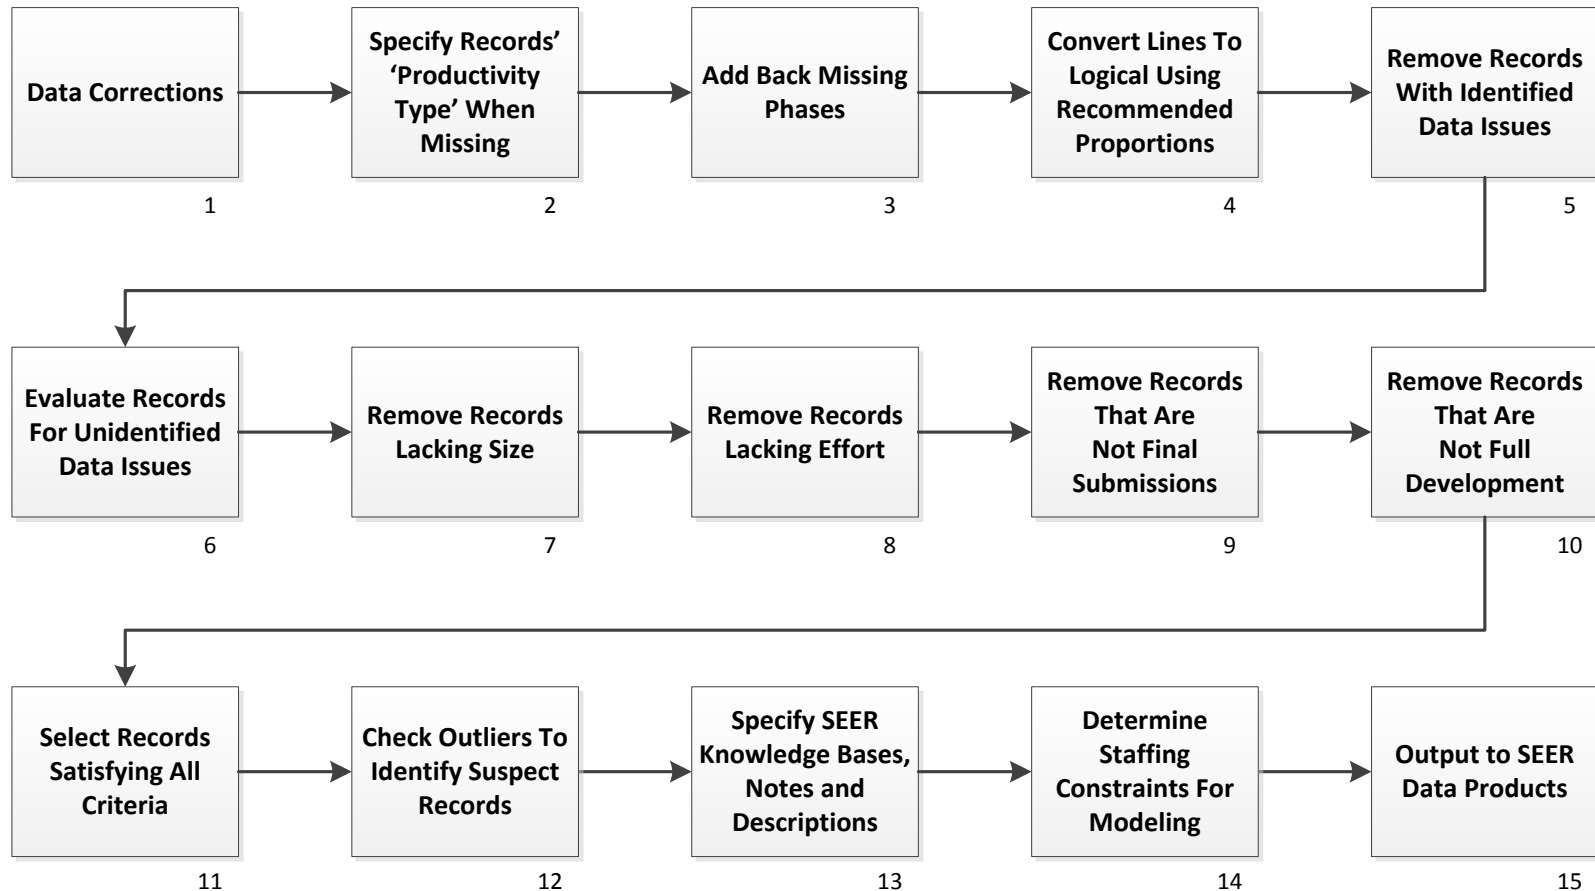 Data Corrections
1
Specify Records’
‘Productivity
Type’ When
Missing
2
Add Back Missing
Phases
3
Convert Lines To
Logical Using
Recommended
Proportions
4
Remove Records
With Identified
Data Issues
5
Evaluate Records
For Unidentified
Data Issues
6
Remove Records
Lacking Size
7
Remove Records
Lacking Effort
8
Remove Records
That Are
Not Final
Submissions
9
Remove Records
That Are
Not Full
Development
10
Select Records
Satisfying All
Criteria
11
Check Outliers To
Identify Suspect
Records
12
Specify SEER
Knowledge Bases,
Notes and
Descriptions
13
Determine
Staffing
Constraints For
Modeling
14
Output to SEER
Data Products
15